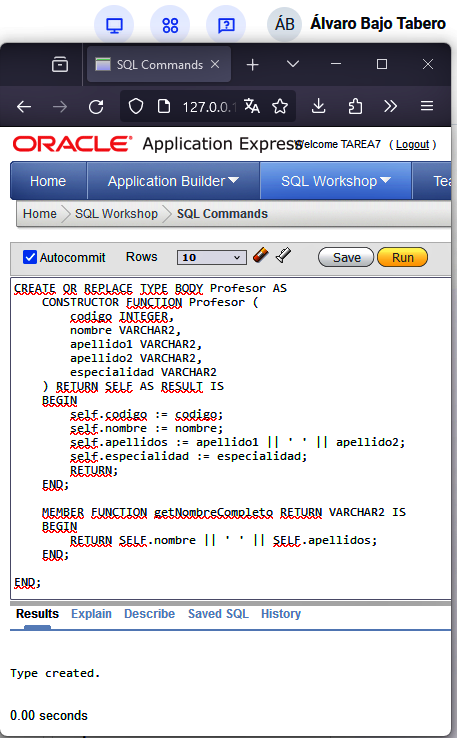 ÁB Álvaro Bajo Tabero
SQL Commands
127.0.0.1
ORACLE Application Express Welcome TAREA7 ( Logout )
Home Application Builder SQL Workshop
Home SQL Workshop SQL Commands
Autocommit Rows 10 Save Run
CREATE OR REPLACE TYPE BODY Profesor AS
CONSTRUCTOR FUNCTION Profesor (
codigo INTEGER,
nombre VARCHAR2,
apellido1 VARCHAR2,
apellido2 VARCHAR2,
especialidad VARCHAR2
) RETURN SELF AS RESULT IS
BEGIN
self.codigo := codigo;
self.nombre := nombre;
self.apellidos := apellido1 || ' ' || apellido2;
self.especialidad := especialidad;
RETURN;
END;
MEMBER FUNCTION getNombreCompleto RETURN VARCHAR2 IS
BEGIN
RETURN SELF.nombre || ' ' || SELF.apellidos;
END;
END;
Results Explain Describe Saved SQL History
Type created.
0.00 seconds